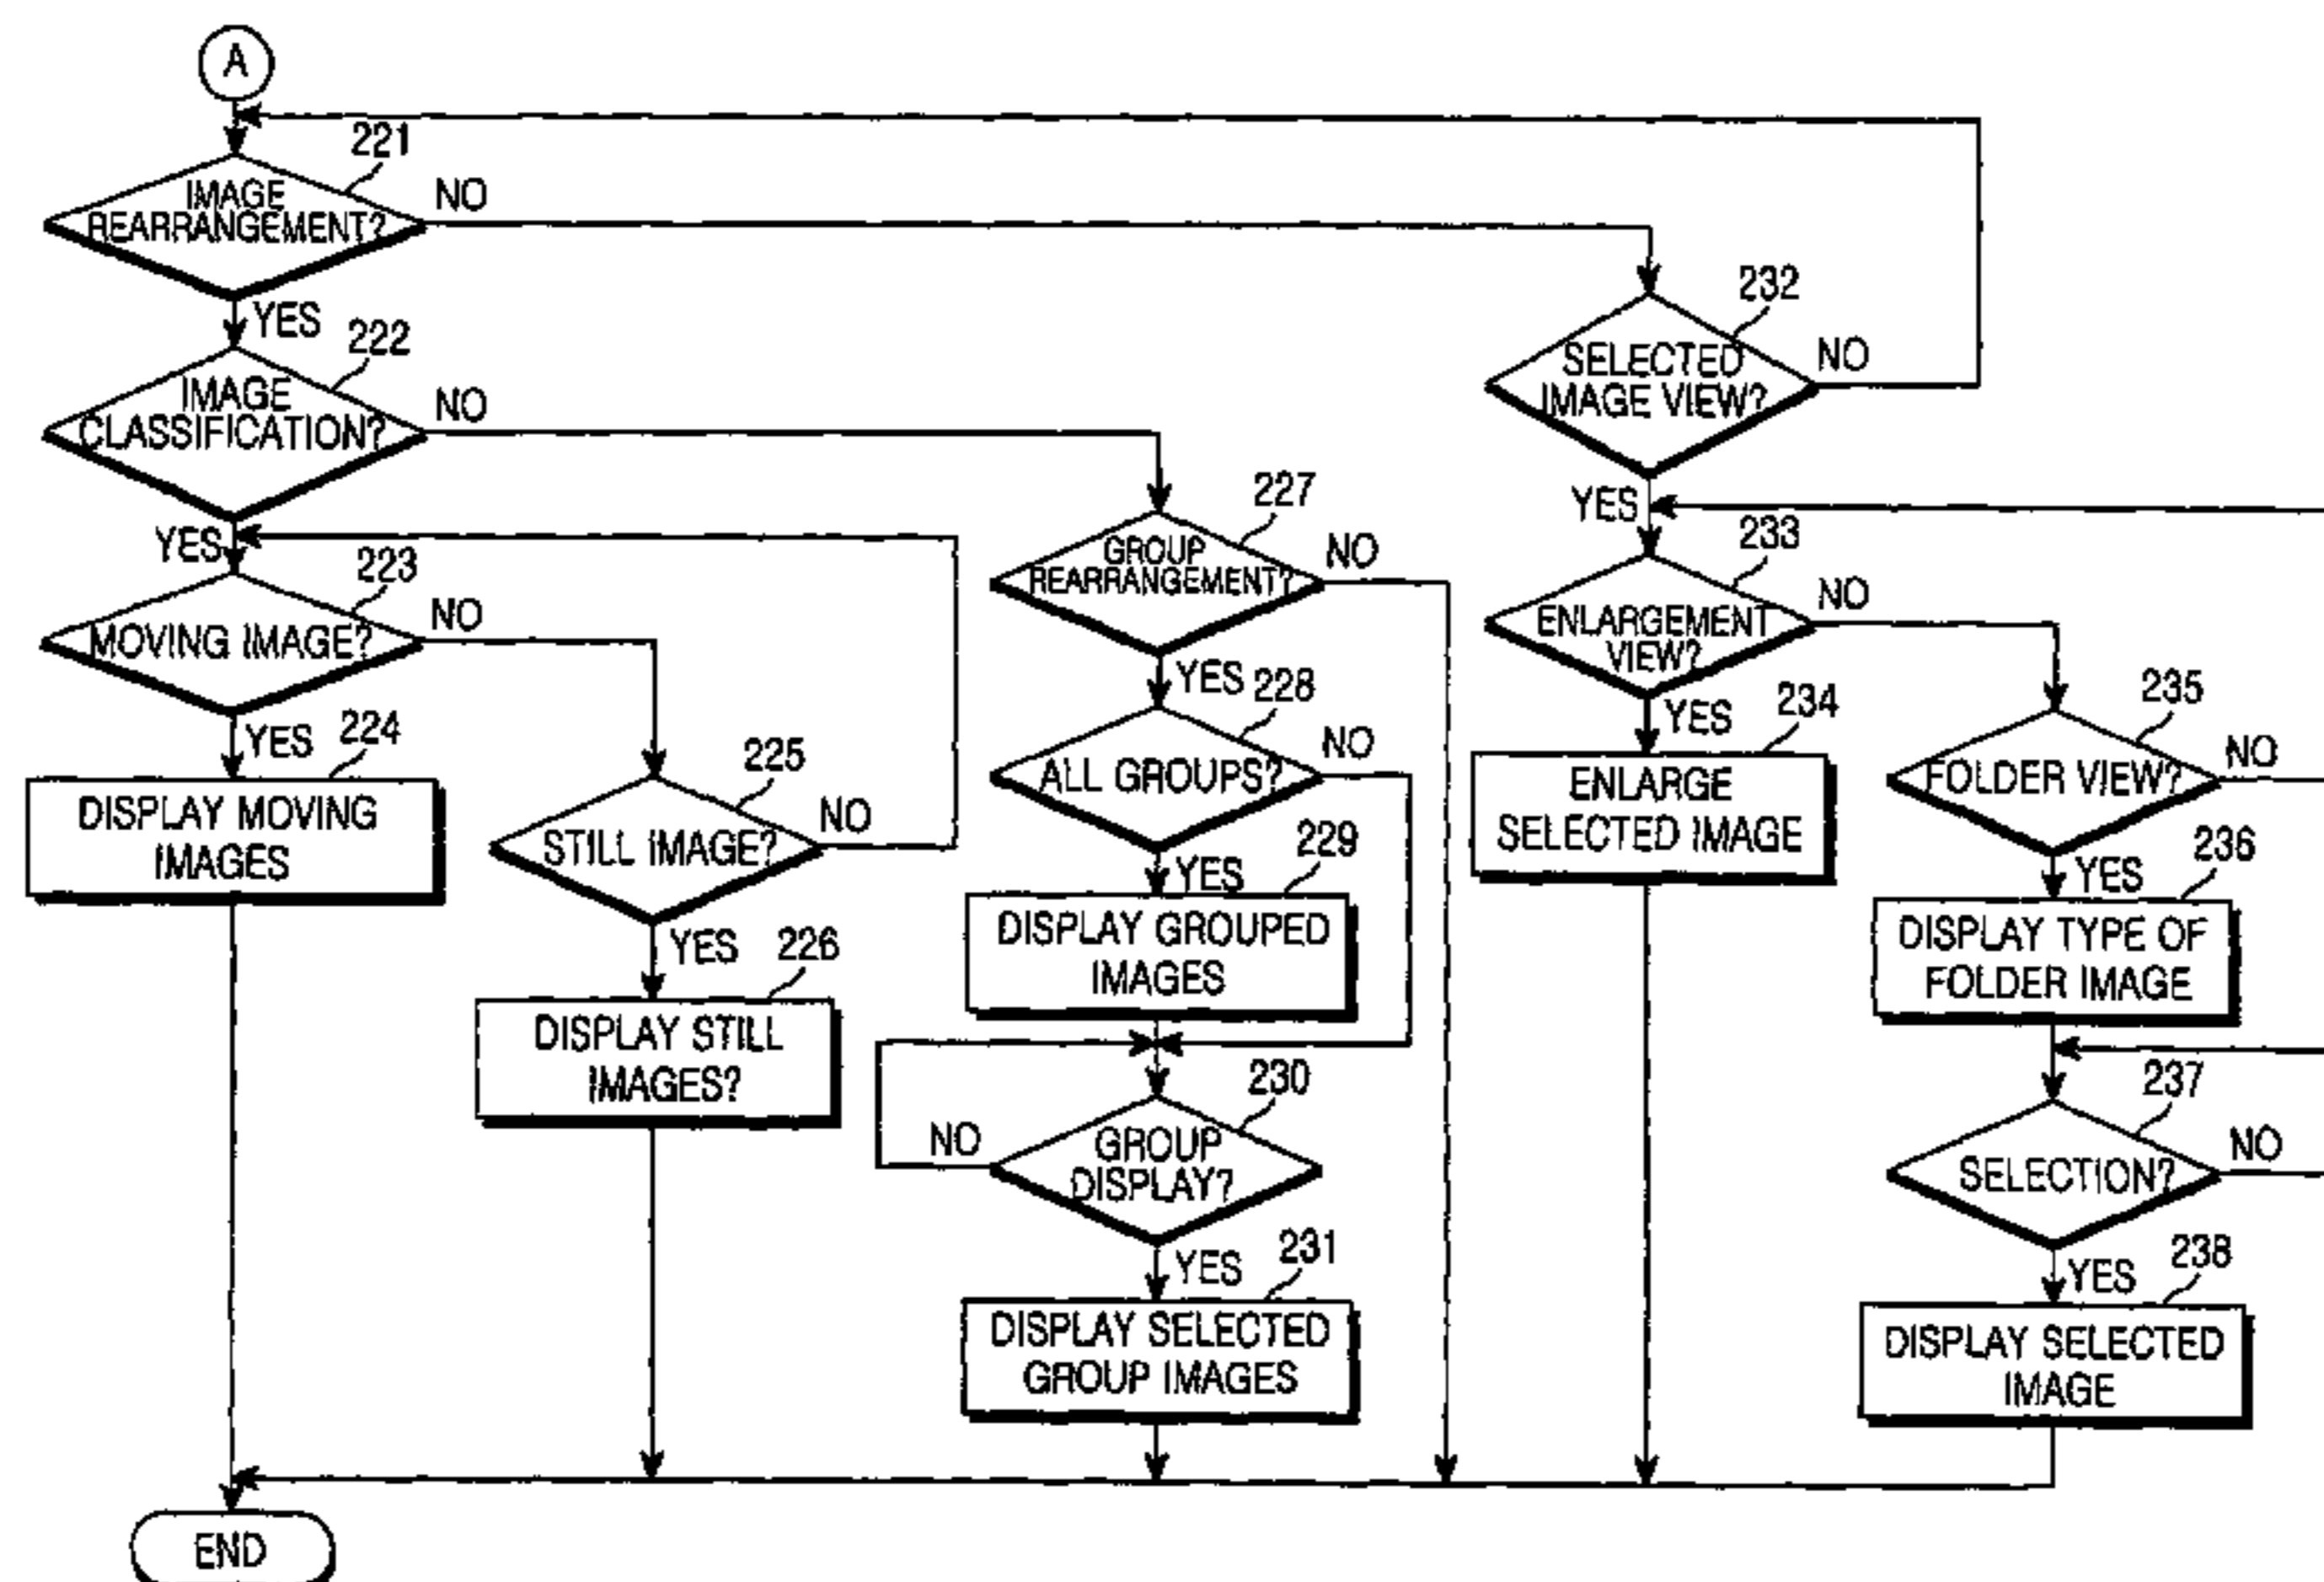 A
221
IMAGE
REARRANGEMENT?
NO
YES
222
IMAGE
CLASSIFICATION?
NO
YES
223
MOVING IMAGE?
NO
YES
224
DISPLAY MOVING
IMAGES
225
STILL IMAGE?
NO
YES
226
DISPLAY STILL
IMAGES?
227
GROUP
REARRANGEMENT?
NO
YES
228
ALL GROUPS?
NO
YES
229
DISPLAY GROUPED
IMAGES
230
GROUP
DISPLAY?
NO
YES
231
DISPLAY SELECTED
GROUP IMAGES
232
SELECTED
IMAGE VIEW?
NO
YES
233
ENLARGEMENT
VIEW?
NO
YES
234
ENLARGE
SELECTED IMAGE
235
FOLDER VIEW?
NO
YES
236
DISPLAY TYPE OF
FOLDER IMAGE
237
SELECTION?
NO
YES
238
DISPLAY SELECTED
IMAGE
END